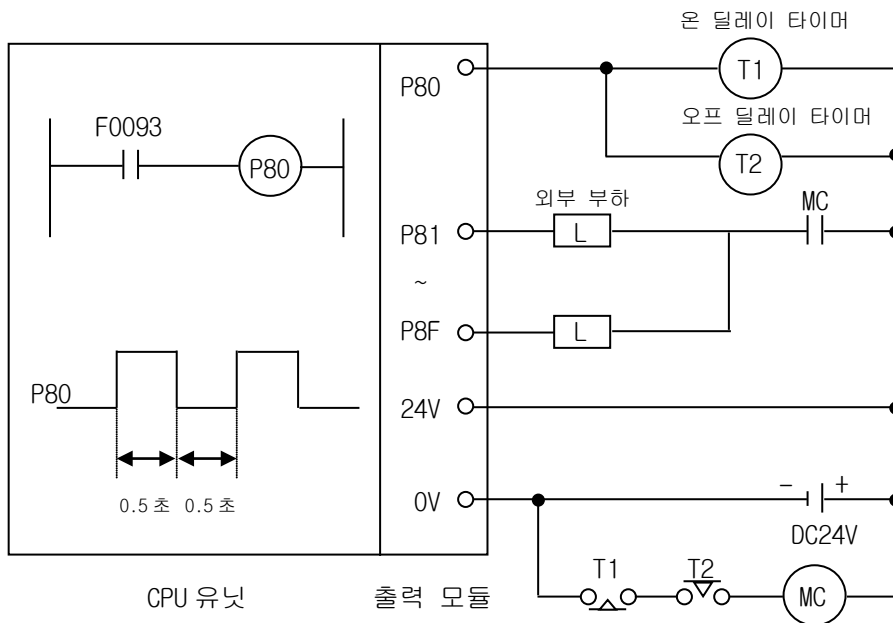 온 딜레이 타이머
P80
T1
F0093
P80
오프 딜레이 타이머
T2
외부 부하
MC
P81
L
~
P8F
L
P80
24V
0.5초 0.5초
0V
- +
DC24V
T1
T2
MC
CPU 유닛
출력 모듈